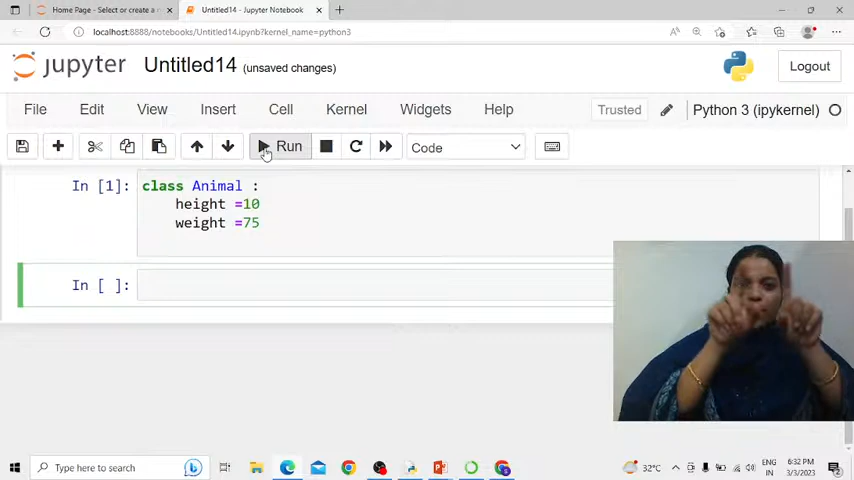 Home Page - Select or create a n
Untitled14 - Jupyter Notebook
localhost:8888/notebooks/Untitled14.ipynb?kernel_name=python3
jupyter Untitled14 (unsaved changes)
Logout
File Edit View Insert Cell Kernel Widgets Help
Trusted
Python 3 (ipykernel)
Run
Code
In [1]: class Animal :
height =10
weight =75
In [ ]:
Type here to search
32°C
ENG
IN
6:32 PM
3/3/2023